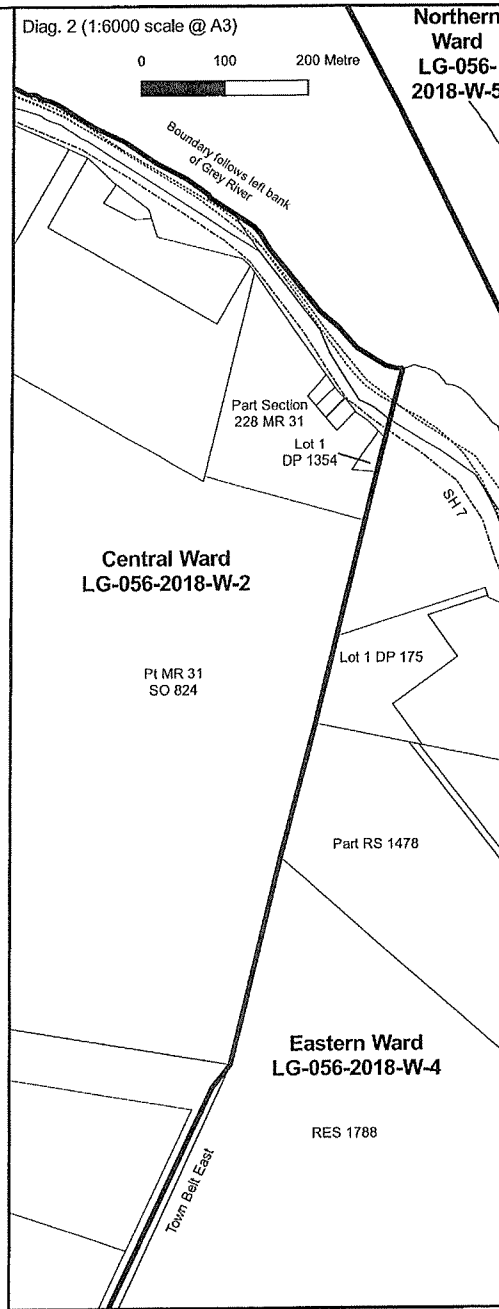 Diag. 2 (1:6000 scale @ A3)
0 100 200 Metre
Northern
Ward
LG-056-
2018-W-5
Boundary follows left bank
of Grey River
Part Section
228 MR 31
Lot 1
DP 1354
SH 7
Central Ward
LG-056-2018-W-2
Lot 1 DP 175
Pt MR 31
SO 824
Part RS 1478
Eastern Ward
LG-056-2018-W-4
RES 1788
Town Belt East